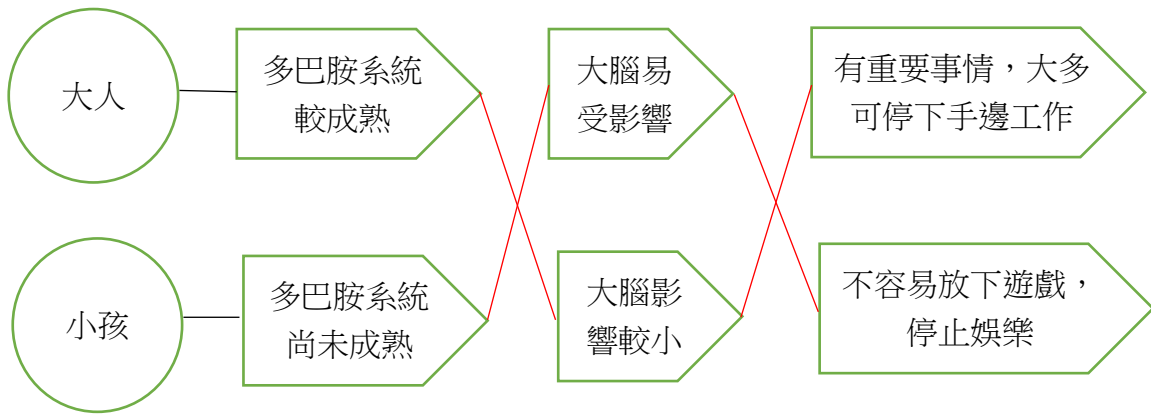 大人
多巴胺系統
較成熟
大腦易
受影響
有重要事情，大多
可停下手邊工作
小孩
多巴胺系統
尚未成熟
大腦影
響較小
不容易放下遊戲，
停止娛樂